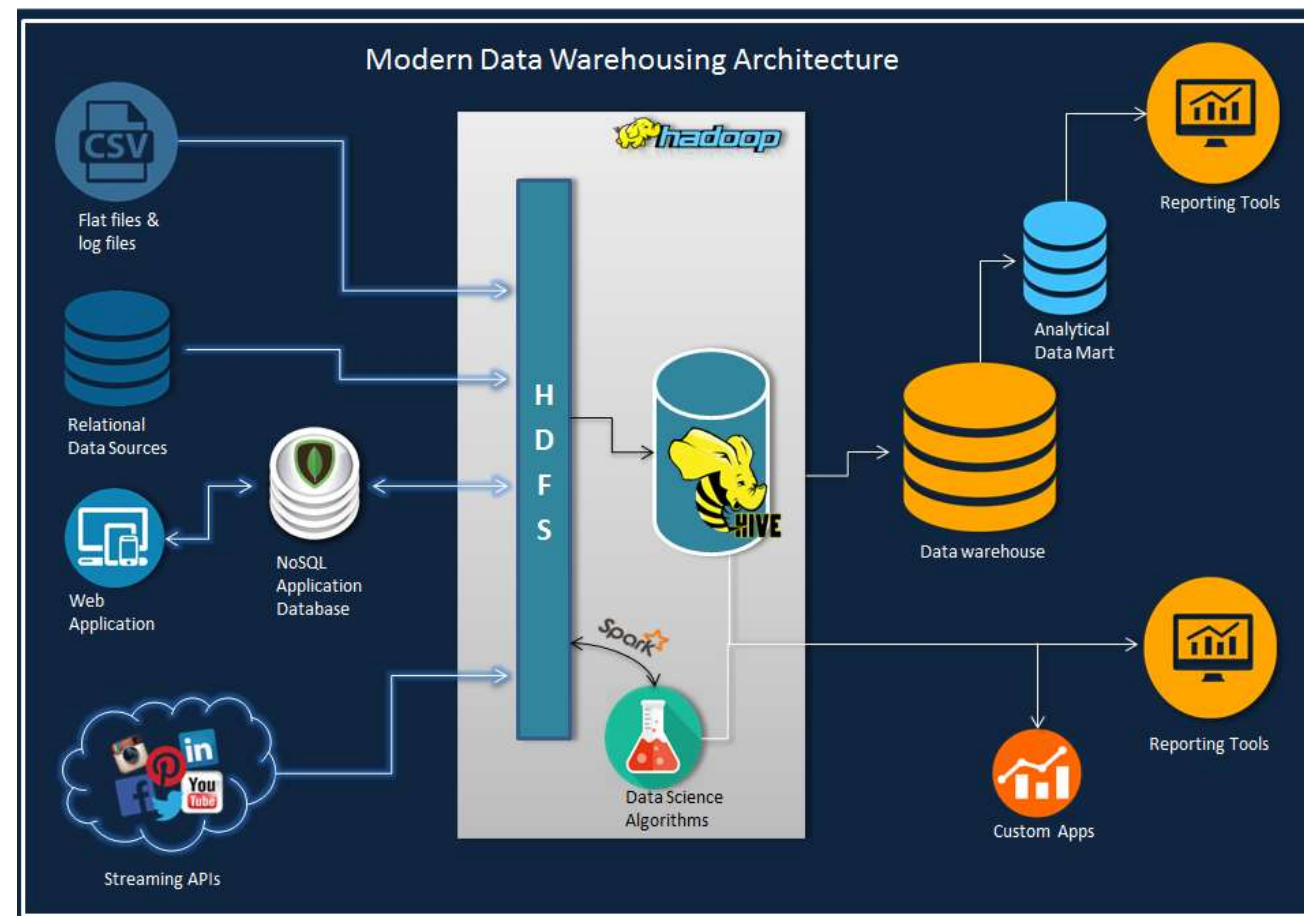 Modern Data Warehousing Architecture
hadoop
CSV
Flat files &
log files
Relational
Data Sources
Web
Application
NoSQL
Application
Database
in
You
Tube
Streaming APIs
H
D
F
S
HIVE
Spark
Data Science
Algorithms
Data warehouse
Analytical
Data Mart
Reporting Tools
Reporting Tools
Custom Apps